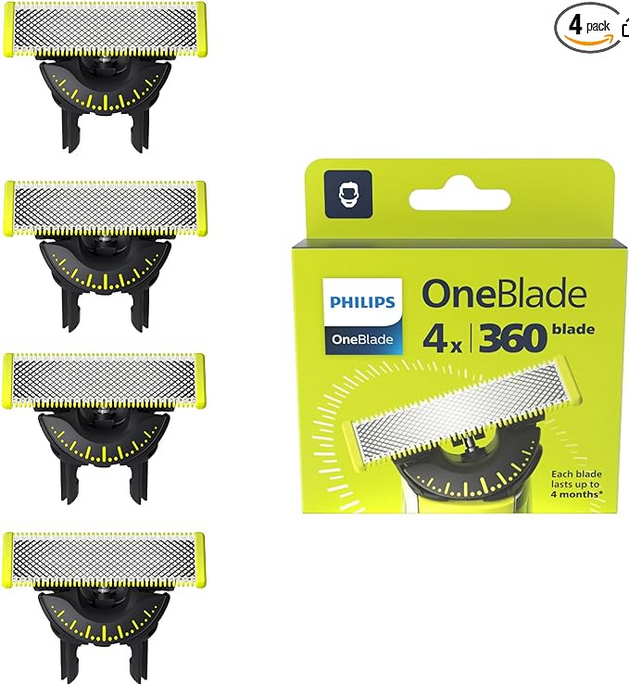 4 pack
PHILIPS
OneBlade
OneBlade
4x | 360 blade
Each blade
lasts up to
4 months*